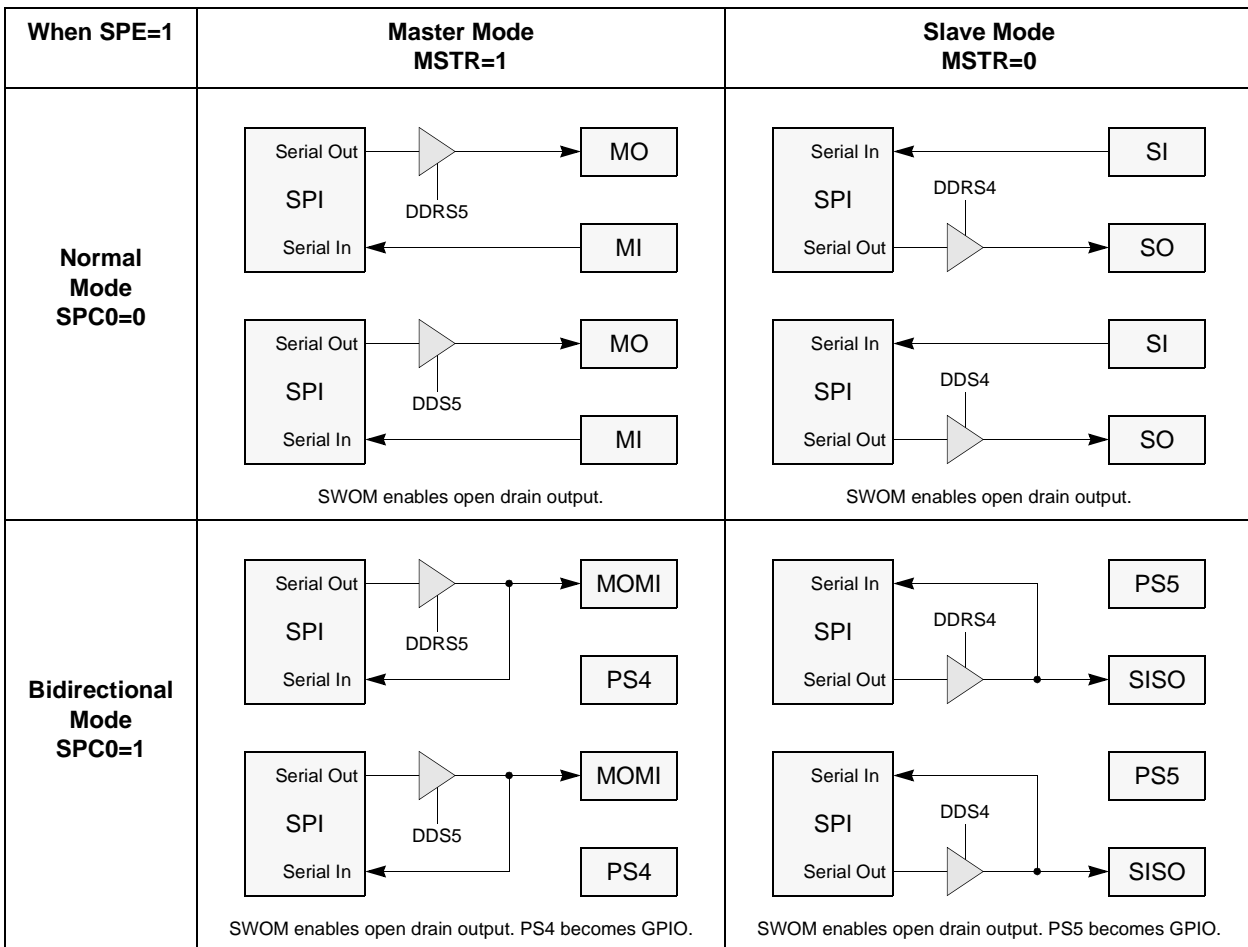 When SPE=1
Master Mode
MSTR=1
Slave Mode
MSTR=0
Normal
Mode
SPC0=0
Serial Out
MO
SPI
DDRS5
Serial In
MI
Serial Out
MO
SPI
DDS5
Serial In
MI
SWOM enables open drain output.
Serial In
SI
DDRS4
SPI
Serial Out
SO
Serial In
SI
DDS4
SPI
Serial Out
SO
SWOM enables open drain output.
Bidirectional
Mode
SPC0=1
Serial Out
MOMI
SPI
DDRS5
Serial In
PS4
Serial Out
MOMI
SPI
DDS5
Serial In
PS4
SWOM enables open drain output. PS4 becomes GPIO.
Serial In
PS5
DDRS4
SPI
Serial Out
SISO
Serial In
PS5
DDS4
SPI
Serial Out
SISO
SWOM enables open drain output. PS5 becomes GPIO.